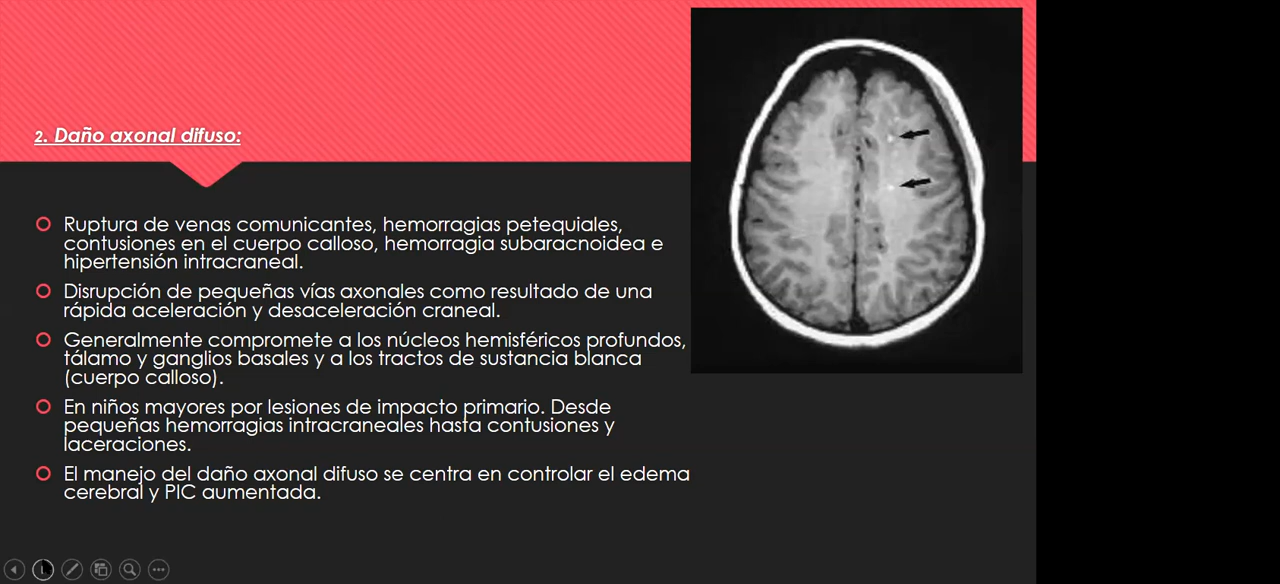 2. Daño axonal difuso:
Ruptura de venas comunicantes, hemorragias petequiales,
contusiones en el cuerpo calloso, hemorragia subaracnoidea e
hipertensión intracraneal.
Disrupción de pequeñas vías axonales como resultado de una
rápida aceleración y desaceleración craneal.
Generalmente compromete a los núcleos hemisféricos profundos,
tálamo y ganglios basales y a los tractos de sustancia blanca
(cuerpo calloso).
En niños mayores por lesiones de impacto primario. Desde
pequeñas hemorragias intracraneales hasta contusiones y
laceraciones.
El manejo del daño axonal difuso se centra en controlar el edema
cerebral y PIC aumentada.